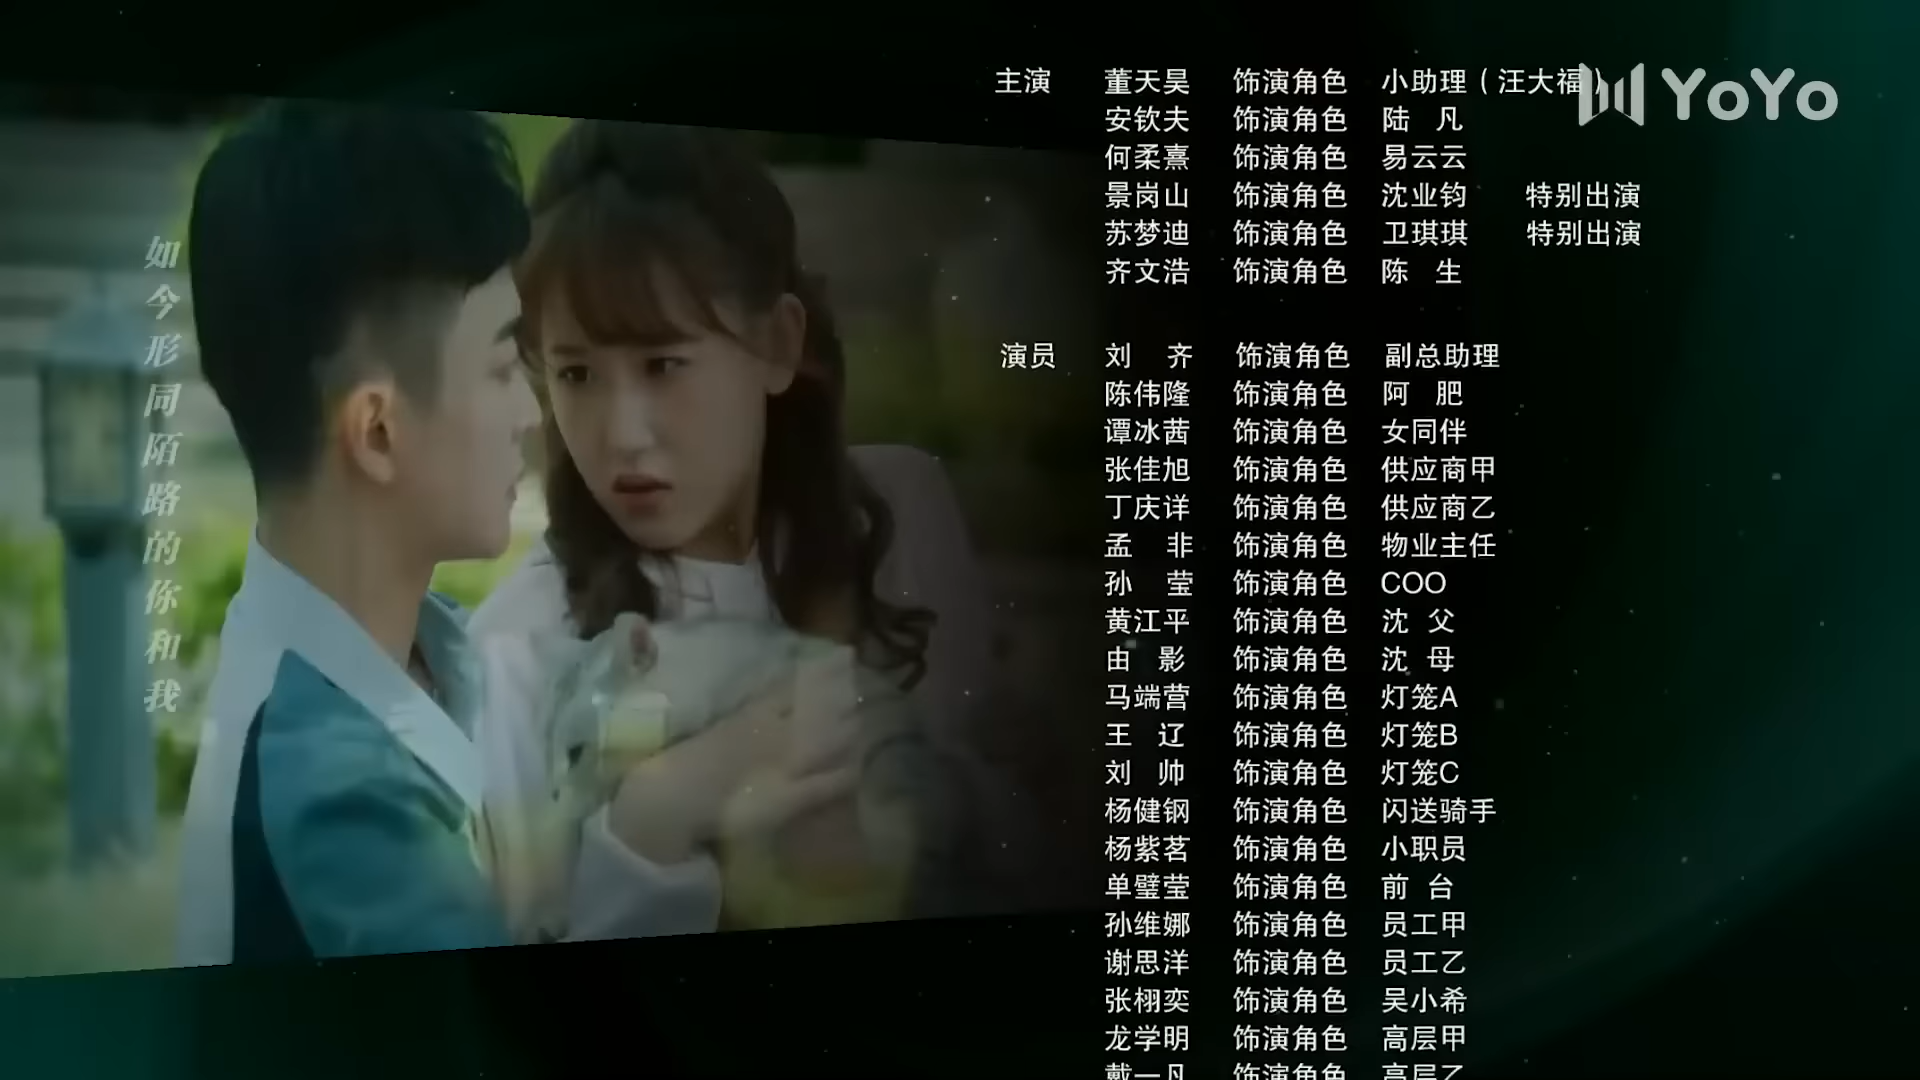 如今形同陌路的你和我
YoYo
主演 董天昊 饰演角色 小助理（汪大福）
安钦夫 饰演角色 陆 凡
何柔熹 饰演角色 易云云
景岗山 饰演角色 沈业钧 特别出演
苏梦迪 饰演角色 卫琪琪 特别出演
齐文浩 饰演角色 陈 生
演员 刘 齐 饰演角色 副总助理
陈伟隆 饰演角色 阿 肥
谭冰茜 饰演角色 女同伴
张佳旭 饰演角色 供应商甲
丁庆详 饰演角色 供应商乙
孟 非 饰演角色 物业主任
孙 莹 饰演角色 COO
黄江平 饰演角色 沈 父
由 影 饰演角色 沈 母
马端营 饰演角色 灯笼A
王 辽 饰演角色 灯笼B
刘 帅 饰演角色 灯笼C
杨健钢 饰演角色 闪送骑手
杨紫茗 饰演角色 小职员
单璧莹 饰演角色 前 台
孙维娜 饰演角色 员工甲
谢思洋 饰演角色 员工乙
张栩奕 饰演角色 吴小希
龙学明 饰演角色 高层甲
戴一凡 饰演角色 高层乙